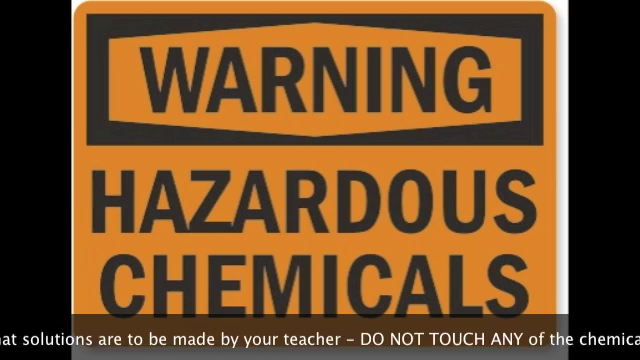 WARNING
HAZARDOUS
CHEMICALS
solutions are to be made by your teacher – DO NOT TOUCH ANY of the